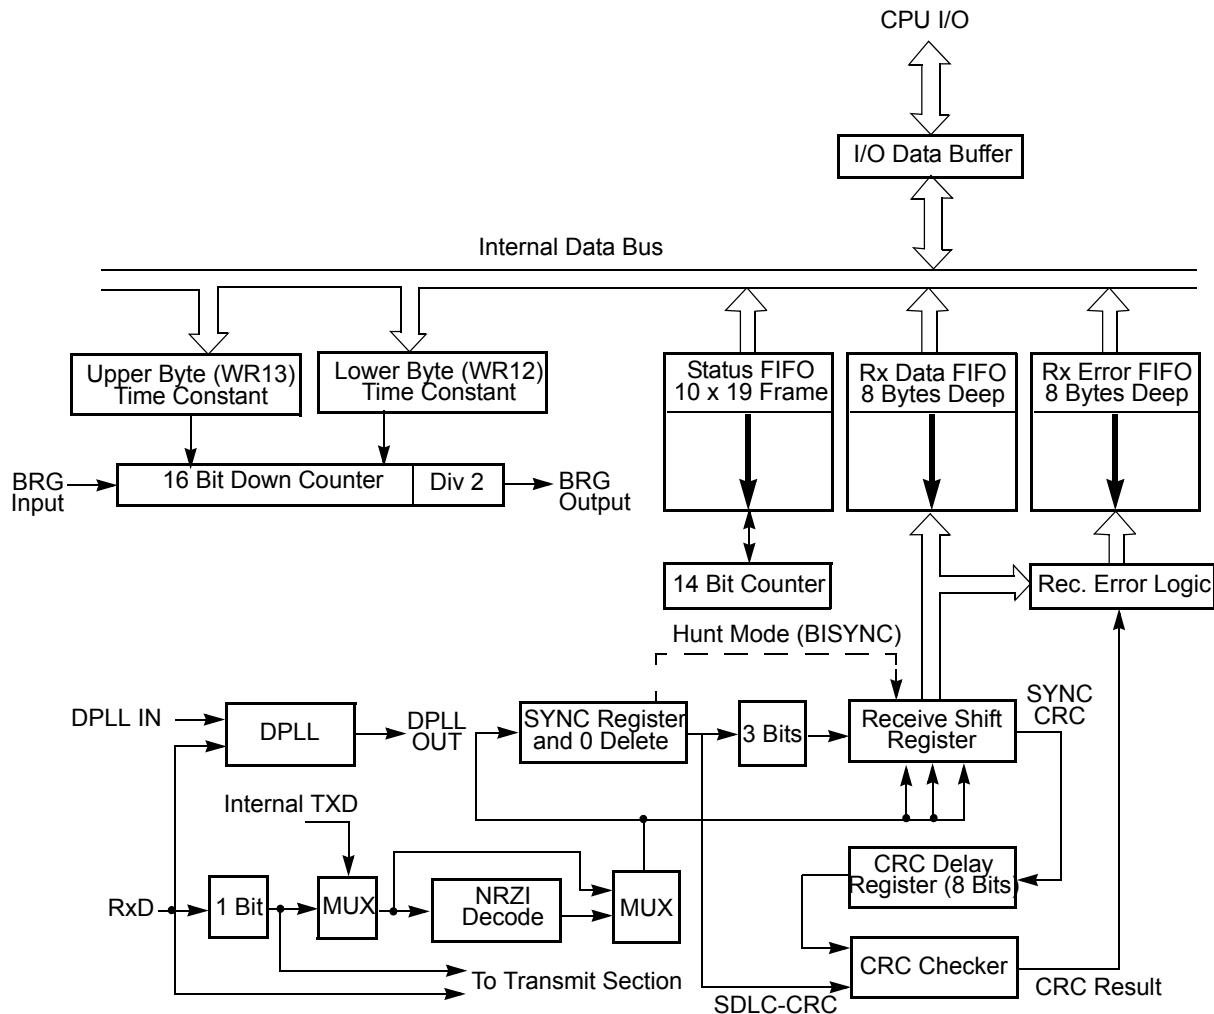 CPU I/O
I/O Data Buffer
Internal Data Bus
Upper Byte (WR13)
Time Constant
Lower Byte (WR12)
Time Constant
Status FIFO
10 x 19 Frame
Rx Data FIFO
8 Bytes Deep
Rx Error FIFO
8 Bytes Deep
BRG
Input
16 Bit Down Counter
Div 2
BRG
Output
14 Bit Counter
Rec. Error Logic
Hunt Mode (BISYNC)
DPLL IN
DPLL
DPLL
OUT
SYNC Register
and 0 Delete
3 Bits
Receive Shift
Register
SYNC
CRC
Internal TXD
RxD
1 Bit
MUX
NRZI
Decode
MUX
CRC Delay
Register (8 Bits)
To Transmit Section
SDLC-CRC
CRC Checker
CRC Result